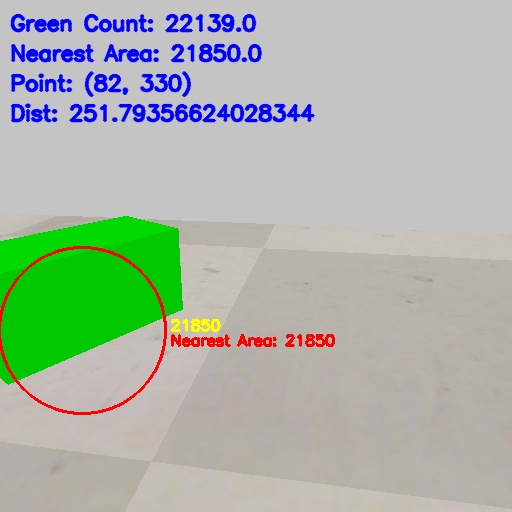 Green Count: 22139.0
Nearest Area: 21850.0
Point: (82, 330)
Dist: 251.79356624028344
21850
Nearest Area: 21850